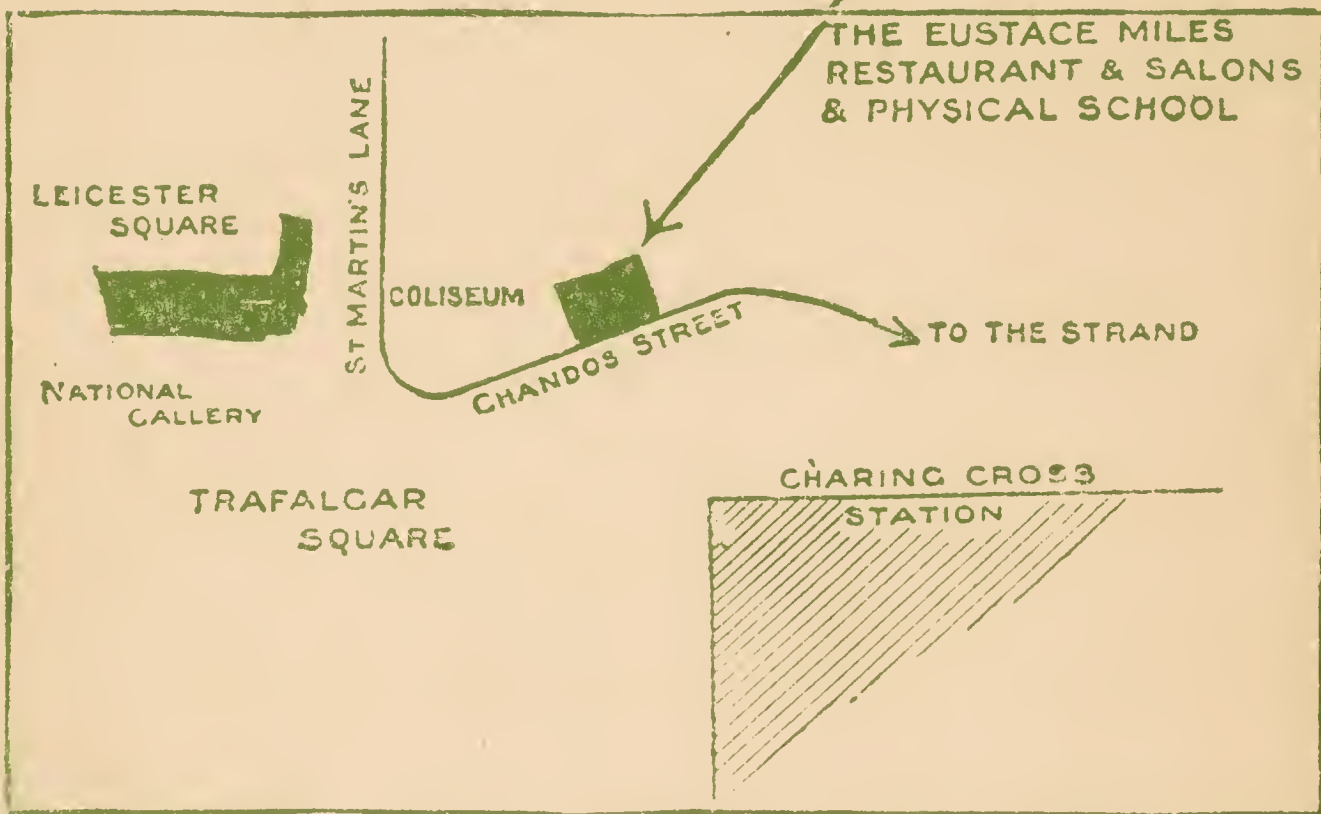 THE EUSTACE MILES
RESTAURANT & SALONS
& PHYSICAL SCHOOL
LEICESTER
SQUARE
ST MARTIN'S LANE
COLISEUM
CHANDOS STREET
TO THE STRAND
NATIONAL
GALLERY
TRAFALGAR
SQUARE
CHARING CROSS
STATION